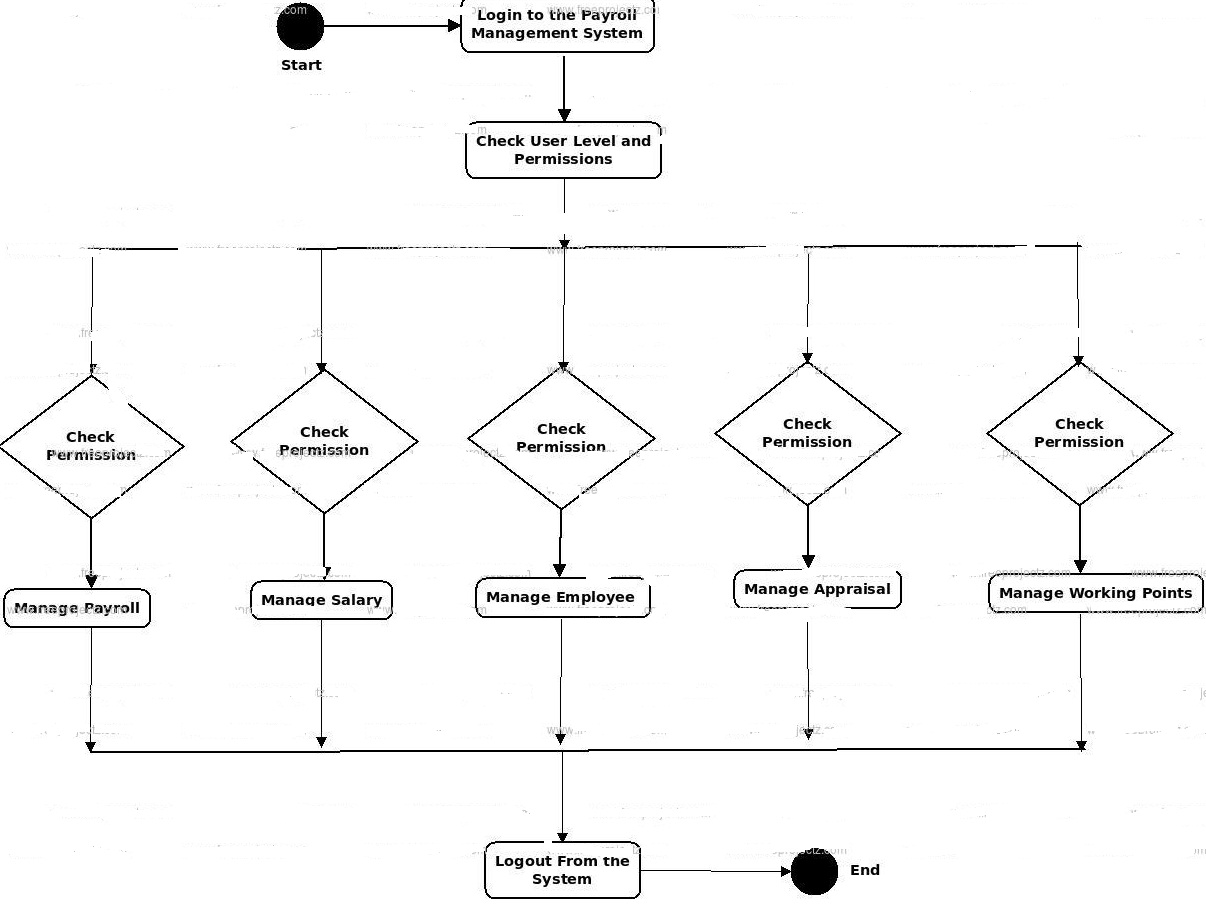 Login to the Payroll
Management System
Start
Check User Level and
Permissions
Check
Permission
Check
Permission
Check
Permission
Check
Permission
Check
Permission
Manage Payroll
Manage Salary
Manage Employee
Manage Appraisal
Manage Working Points
Logout From the
System
End